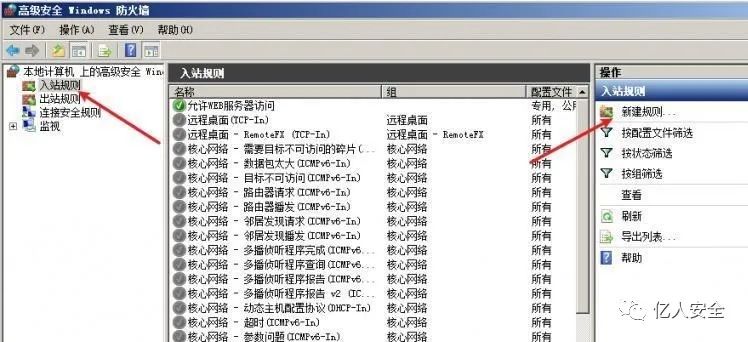 高级安全 Windows 防火墙
文件(F) 操作(A) 查看(V) 帮助(H)
本地计算机 上的高级安全 Win
入站规则
出站规则
连接安全规则
监视
入站规则
名称 组 配置文件
允许WEB服务器访问 专用, 公用
远程桌面(TCP-In) 远程桌面 所有
远程桌面 - RemoteFX (TCP-In) 远程桌面 - RemoteFX 所有
核心网络 - 需要目标不可访问的碎片(... 核心网络 所有
核心网络 - 数据包太大(ICMPv6-In) 核心网络 所有
核心网络 - 目标不可访问(ICMPv6-In) 核心网络 所有
核心网络 - 路由器请求(ICMPv6-In) 核心网络 所有
核心网络 - 路由器播发(ICMPv6-In) 核心网络 所有
核心网络 - 邻居发现请求(ICMPv6-In) 核心网络 所有
核心网络 - 邻居发现播发(ICMPv6-In) 核心网络 所有
核心网络 - 多播侦听程序完成(ICMPv6... 核心网络 所有
核心网络 - 多播侦听程序查询(ICMPv6... 核心网络 所有
核心网络 - 多播侦听程序报告(ICMPv6... 核心网络 所有
核心网络 - 多播侦听程序报告 v2 (IC... 核心网络 所有
核心网络 - 动态主机配置协议(DHCP-In) 核心网络 所有
核心网络 - 超时(ICMPv6-In) 核心网络 所有
核心网络 - 参数问题(ICMPv6-In) 核心网络 所有
操作
入站规则
新建规则...
按配置文件筛选
按状态筛选
按组筛选
查看
刷新
导出列表...
帮助
亿人安全